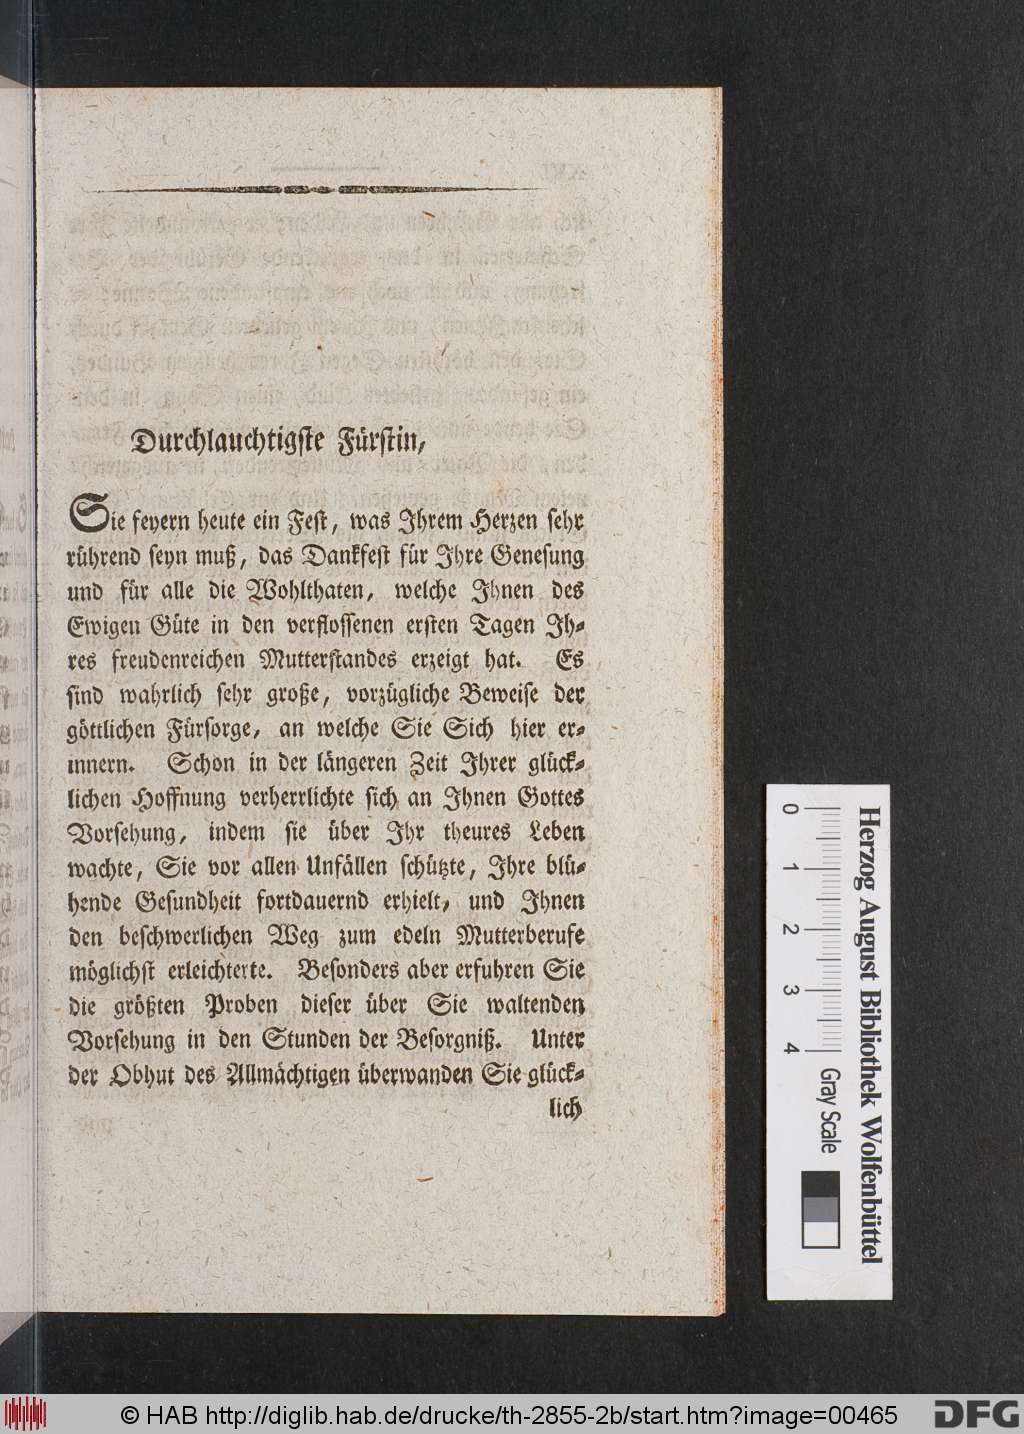 Durchlauchtigste Fürstin,
Sie feyern heute ein Fest, was Ihrem Herzen sehr
rührend seyn muß, das Dankfest für Ihre Genesung
und für alle die Wohlthaten, welche Ihnen des
Ewigen Güte in den verflossenen ersten Tagen Ih-
res freudenreichen Mutterstandes erzeigt hat. Es
sind wahrlich sehr große, vorzügliche Beweise der
göttlichen Fürsorge, an welche Sie Sich hier er-
innern. Schon in der längeren Zeit Ihrer glück-
lichen Hoffnung verherrlichte sich an Ihnen Gottes
Vorsehung, indem sie über Ihr theures Leben
wachte, Sie vor allen Unfällen schützte, Ihre blü-
hende Gesundheit fortdauernd erhielt, und Ihnen
den beschwerlichen Weg zum edeln Mutterberufe
möglichst erleichterte. Besonders aber erfuhren Sie
die größten Proben dieser über Sie waltenden
Vorsehung in den Stunden der Besorgniß. Unter
der Obhut des Allmächtigen überwanden Sie glück-
lich
0 1 2 3 4 Gray Scale
Herzog August Bibliothek Wolfenbüttel
© HAB http://diglib.hab.de/drucke/th-2855-2b/start.htm?image=00465
DFG